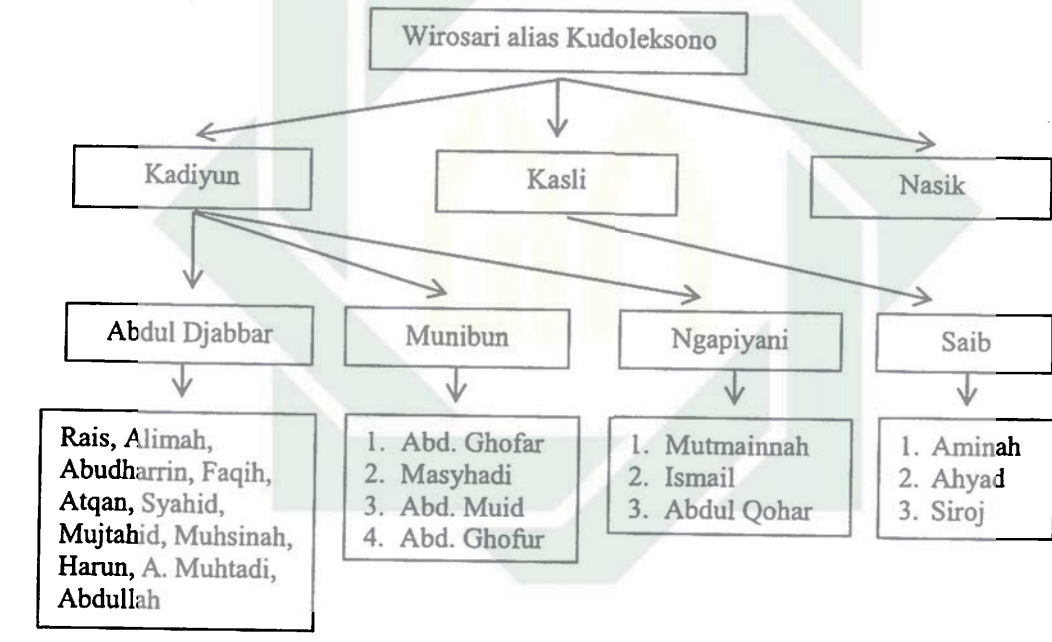 Wirosari alias Kudoleksono
Kadiyun
Kasli
Nasik
Abdul Djabbar
Munibun
Ngapiyani
Saib
Rais, Alimah,
Abudharrin, Faqih,
Atqan, Syahid,
Mujtahid, Muhsinah,
Harun, A. Muhtadi,
Abdullah
1. Abd. Ghofar
2. Masyhadi
3. Abd. Muid
4. Abd. Ghofur
1. Mutmainnah
2. Ismail
3. Abdul Qohar
1. Aminah
2. Ahyad
3. Siroj